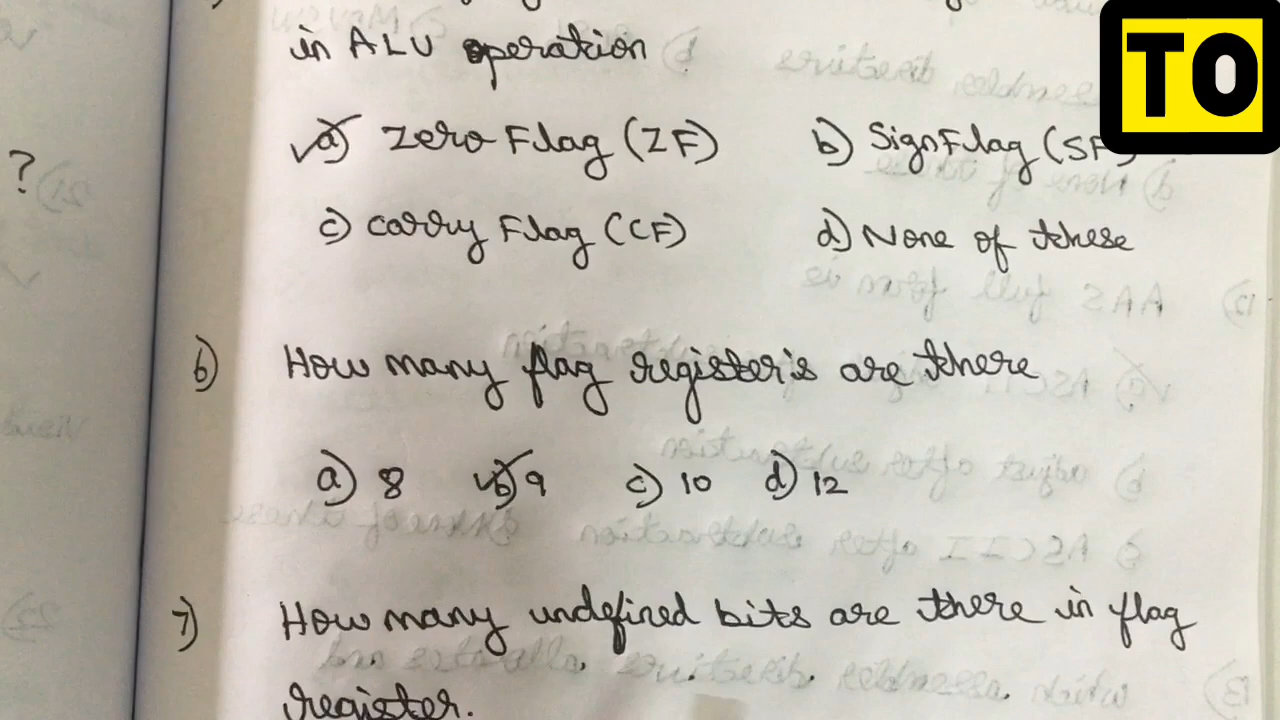 TO
in ALU operation
a) Zero Flag (ZF) b) Sign Flag (SF)
c) Carry Flag (CF) d) None of these
?
6) How many flag register's are there
a) 8 b) 9 c) 10 d) 12
7) How many undefined bits are there in flag
register.